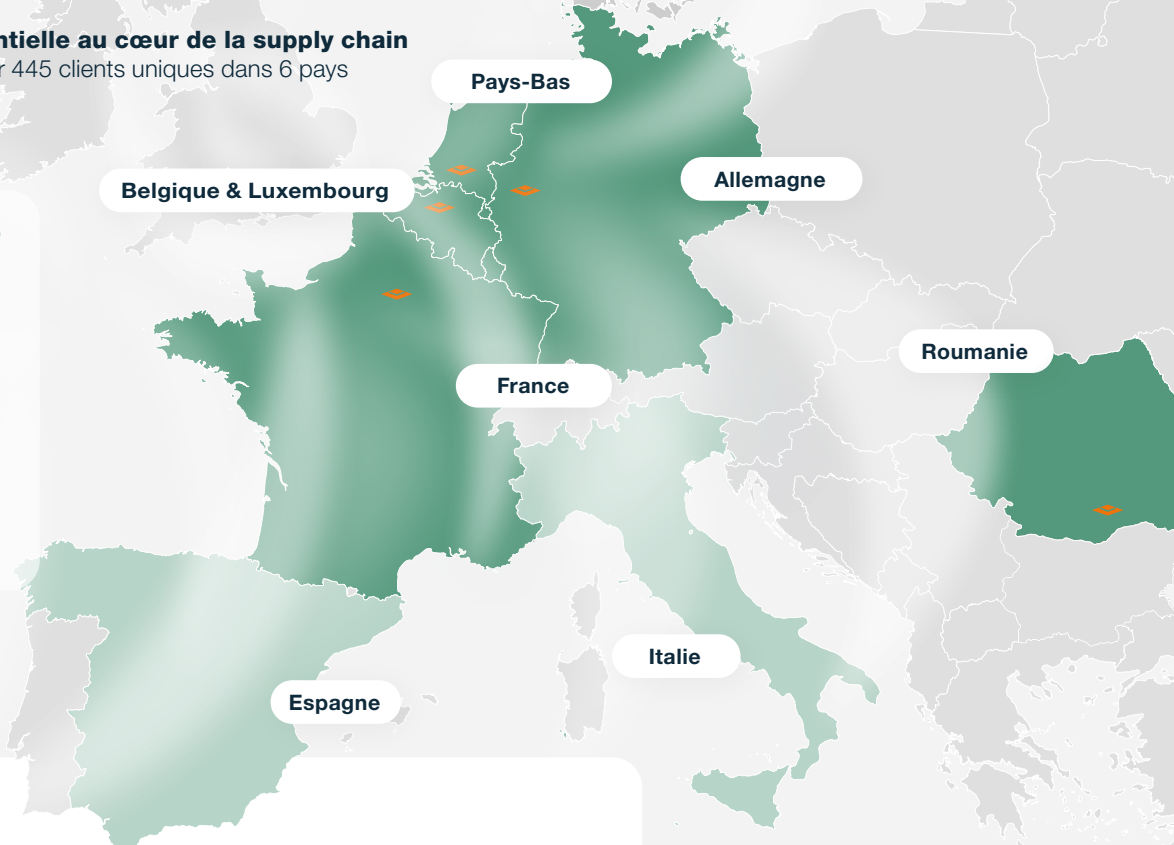 au cœur de la supply chain
445 clients uniques dans 6 pays
Pays-Bas
Allemagne
Belgique & Luxembourg
Roumanie
France
Italie
Espagne